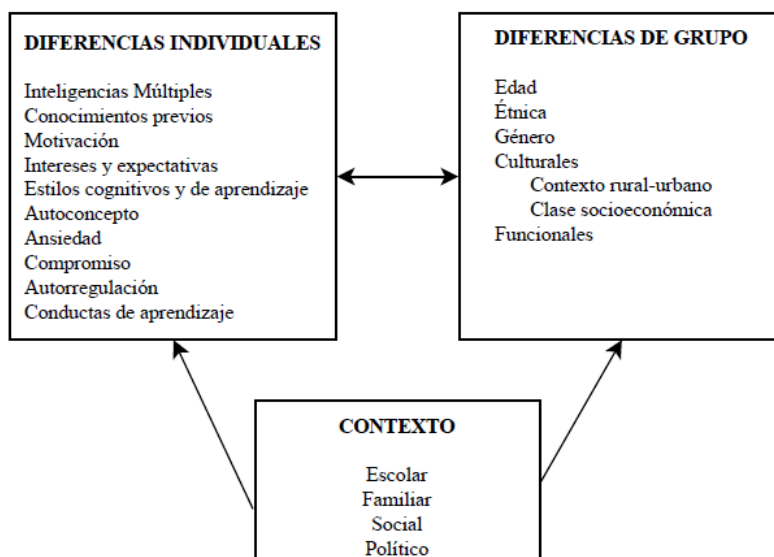 DIFERENCIAS INDIVIDUALES
Inteligencias Múltiples
Conocimientos previos
Motivación
Intereses y expectativas
Estilos cognitivos y de aprendizaje
Autoconcepto
Ansiedad
Compromiso
Autorregulación
Conductas de aprendizaje
DIFERENCIAS DE GRUPO
Edad
Étnica
Género
Culturales
Contexto rural-urbano
Clase socioeconómica
Funcionales
CONTEXTO
Escolar
Familiar
Social
Político